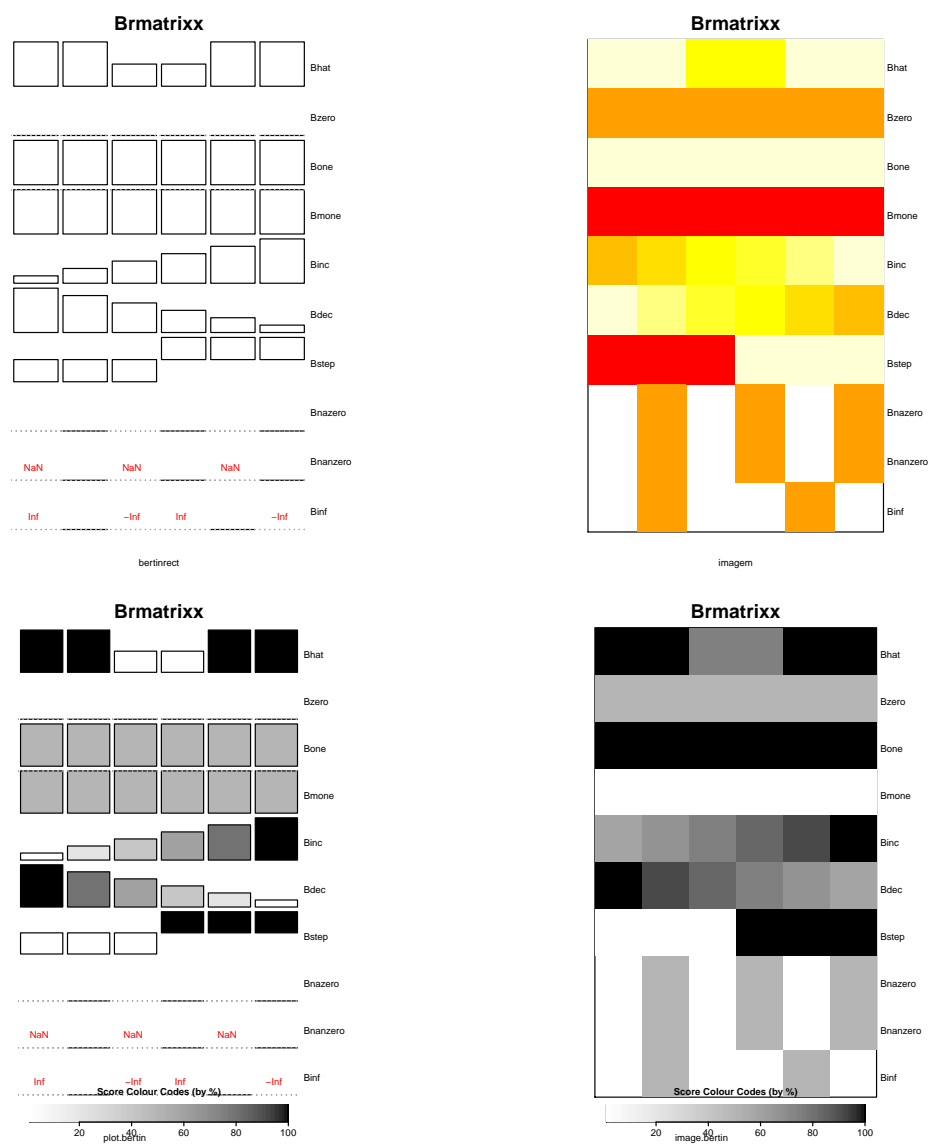 Brmatrixx
Bhat
Bzero
Bone
Bmone
Binc
Bdec
Bstep
Bnazero
NaN NaN NaN Bnanzero
Inf −Inf Inf −Inf Binf
bertinrect
Brmatrixx
Bhat
Bzero
Bone
Bmone
Binc
Bdec
Bstep
Bnazero
Bnanzero
Binf
imagem
Brmatrixx
Bhat
Bzero
Bone
Bmone
Binc
Bdec
Bstep
Bnazero
NaN NaN NaN Bnanzero
Inf −Inf Inf −Inf Binf
Score Colour Codes (by %)
20 40 60 80 100
plot.bertin
Brmatrixx
Bhat
Bzero
Bone
Bmone
Binc
Bdec
Bstep
Bnazero
Bnanzero
Binf
Score Colour Codes (by %)
20 40 60 80 100
image.bertin